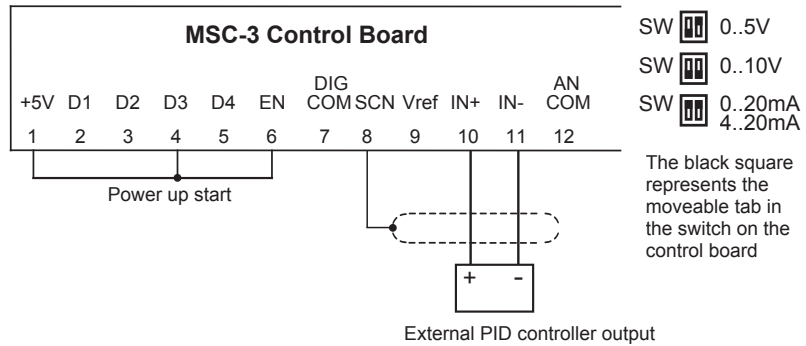 MSC-3 Control Board
+5V D1 D2 D3 D4 EN DIG COM SCN Vref IN+ IN- AN COM
1 2 3 4 5 6 7 8 9 10 11 12
Power up start
+ -
External PID controller output
SW 0..5V
SW 0..10V
SW 0..20mA
4..20mA
The black square
represents the
moveable tab in
the switch on the
control board